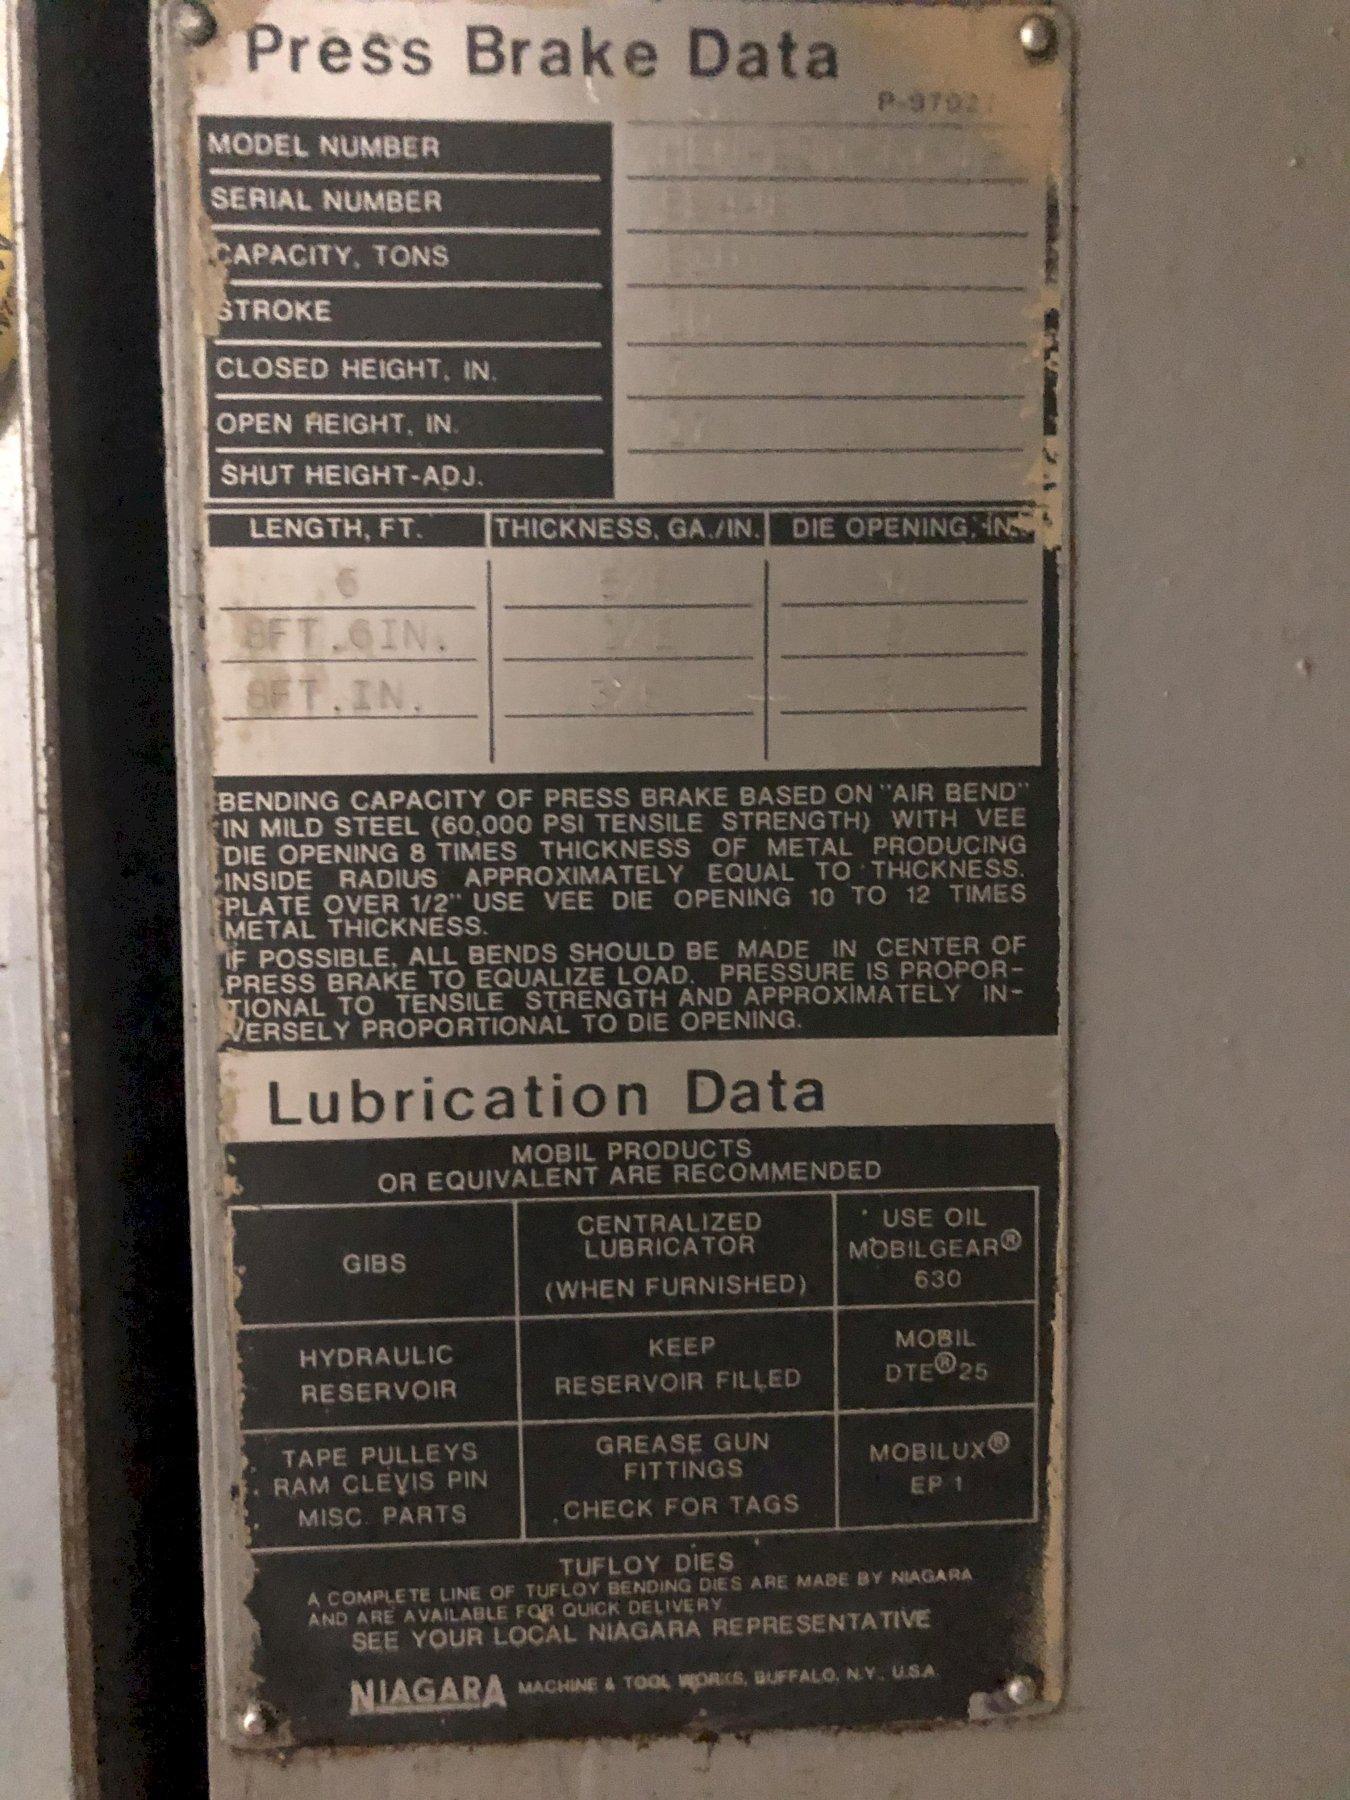 Press Brake Data
MODEL NUMBER
SERIAL NUMBER
CAPACITY, TONS
STROKE
CLOSED HEIGHT, IN.
OPEN HEIGHT, IN.
SHUT HEIGHT-ADJ.
LENGTH, FT. THICKNESS, GA./IN. DIE OPENING, IN.
6
8FT.6IN.
8FT.IN.
BENDING CAPACITY OF PRESS BRAKE BASED ON "AIR BEND"
IN MILD STEEL (60,000 PSI TENSILE STRENGTH) WITH VEE
DIE OPENING 8 TIMES THICKNESS OF METAL PRODUCING
INSIDE RADIUS APPROXIMATELY EQUAL TO THICKNESS.
PLATE OVER 1/2" USE VEE DIE OPENING 10 TO 12 TIMES
METAL THICKNESS.
IF POSSIBLE, ALL BENDS SHOULD BE MADE IN CENTER OF
PRESS BRAKE TO EQUALIZE LOAD. PRESSURE IS PROPOR-
TIONAL TO TENSILE STRENGTH AND APPROXIMATELY IN-
VERSELY PROPORTIONAL TO DIE OPENING.
Lubrication Data
MOBIL PRODUCTS
OR EQUIVALENT ARE RECOMMENDED
GIBS
CENTRALIZED
LUBRICATOR
(WHEN FURNISHED)
USE OIL
MOBILGEAR®
630
HYDRAULIC
RESERVOIR
KEEP
RESERVOIR FILLED
MOBIL
DTE® 25
TAPE PULLEYS
RAM CLEVIS PIN
MISC. PARTS
GREASE GUN
FITTINGS
CHECK FOR TAGS
MOBILUX®
EP 1
TUFLOY DIES
A COMPLETE LINE OF TUFLOY BENDING DIES ARE MADE BY NIAGARA
AND ARE AVAILABLE FOR QUICK DELIVERY
SEE YOUR LOCAL NIAGARA REPRESENTATIVE
NIAGARA MACHINE & TOOL WORKS, BUFFALO, N.Y., U.S.A.